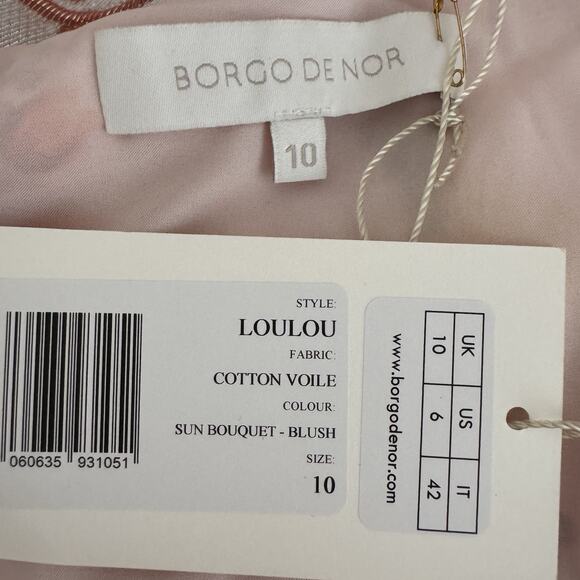 BORGO DE NOR
10
STYLE:
LOULOU
FABRIC:
COTTON VOILE
COLOUR:
SUN BOUQUET - BLUSH
SIZE:
10
060635 931051
UK US IT
10 6 42
www.borgodenor.com